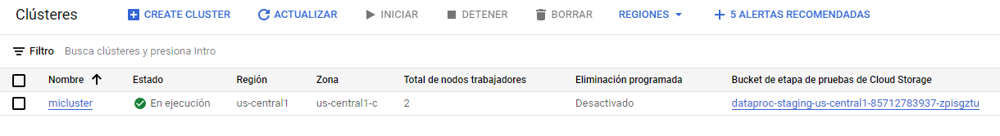 Clústeres CREATE CLUSTER ACTUALIZAR INICIAR DETENER BORRAR REGIONES 5 ALERTAS RECOMENDADAS
Filtro Busca clústeres y presiona Intro
Nombre Estado Región Zona Total de nodos trabajadores Eliminación programada Bucket de etapa de pruebas de Cloud Storage
micluster En ejecución us-central1 us-central1-c 2 Desactivado dataproc-staging-us-central1-85712783937-zpisgztu